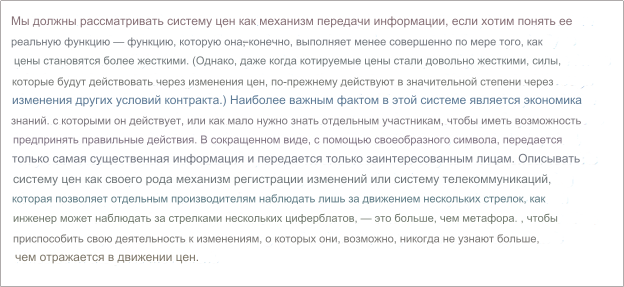 Мы должны рассматривать систему цен как механизм передачи информации, если хотим понять ее
реальную функцию — функцию, которую она, конечно, выполняет менее совершенно по мере того, как
цены становятся более жесткими. (Однако, даже когда котируемые цены стали довольно жесткими, силы,
которые будут действовать через изменения цен, по-прежнему действуют в значительной степени через
изменения других условий контракта.) Наиболее важным фактом в этой системе является экономика
знаний. с которыми он действует, или как мало нужно знать отдельным участникам, чтобы иметь возможность
предпринять правильные действия. В сокращенном виде, с помощью своеобразного символа, передается
только самая существенная информация и передается только заинтересованным лицам. Описывать
систему цен как своего рода механизм регистрации изменений или систему телекоммуникаций,
которая позволяет отдельным производителям наблюдать лишь за движением нескольких стрелок, как
инженер может наблюдать за стрелками нескольких циферблатов, — это больше, чем метафора. , чтобы
приспособить свою деятельность к изменениям, о которых они, возможно, никогда не узнают больше,
чем отражается в движении цен.